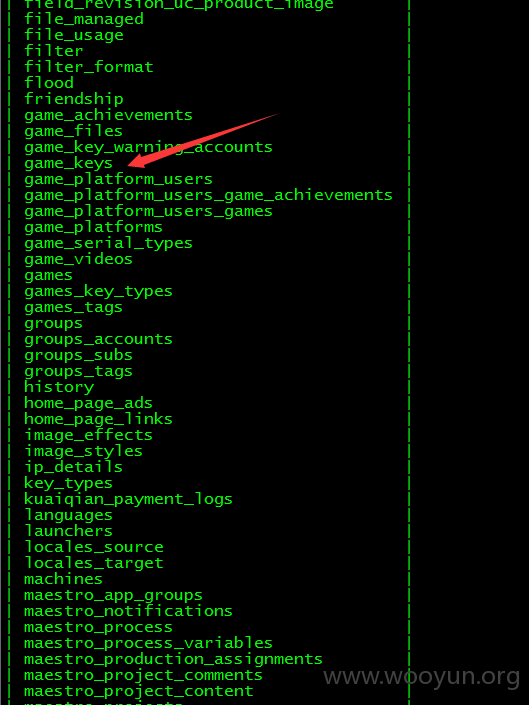 | field_revision_uc_product_image |
| file_managed |
| file_usage |
| filter |
| filter_format |
| flood |
| friendship |
| game_achievements |
| game_files |
| game_key_warning_accounts |
| game_keys |
| game_platform_users |
| game_platform_users_game_achievements |
| game_platform_users_games |
| game_platforms |
| game_serial_types |
| game_videos |
| games |
| games_key_types |
| games_tags |
| groups |
| groups_accounts |
| groups_subs |
| groups_tags |
| history |
| home_page_ads |
| home_page_links |
| image_effects |
| image_styles |
| ip_details |
| key_types |
| kuaiqian_payment_logs |
| languages |
| launchers |
| locales_source |
| locales_target |
| machines |
| maestro_app_groups |
| maestro_notifications |
| maestro_process |
| maestro_process_variables |
| maestro_production_assignments |
| maestro_project_comments |
| maestro_project_content |
| maestro_projects |
www.wooyun.org